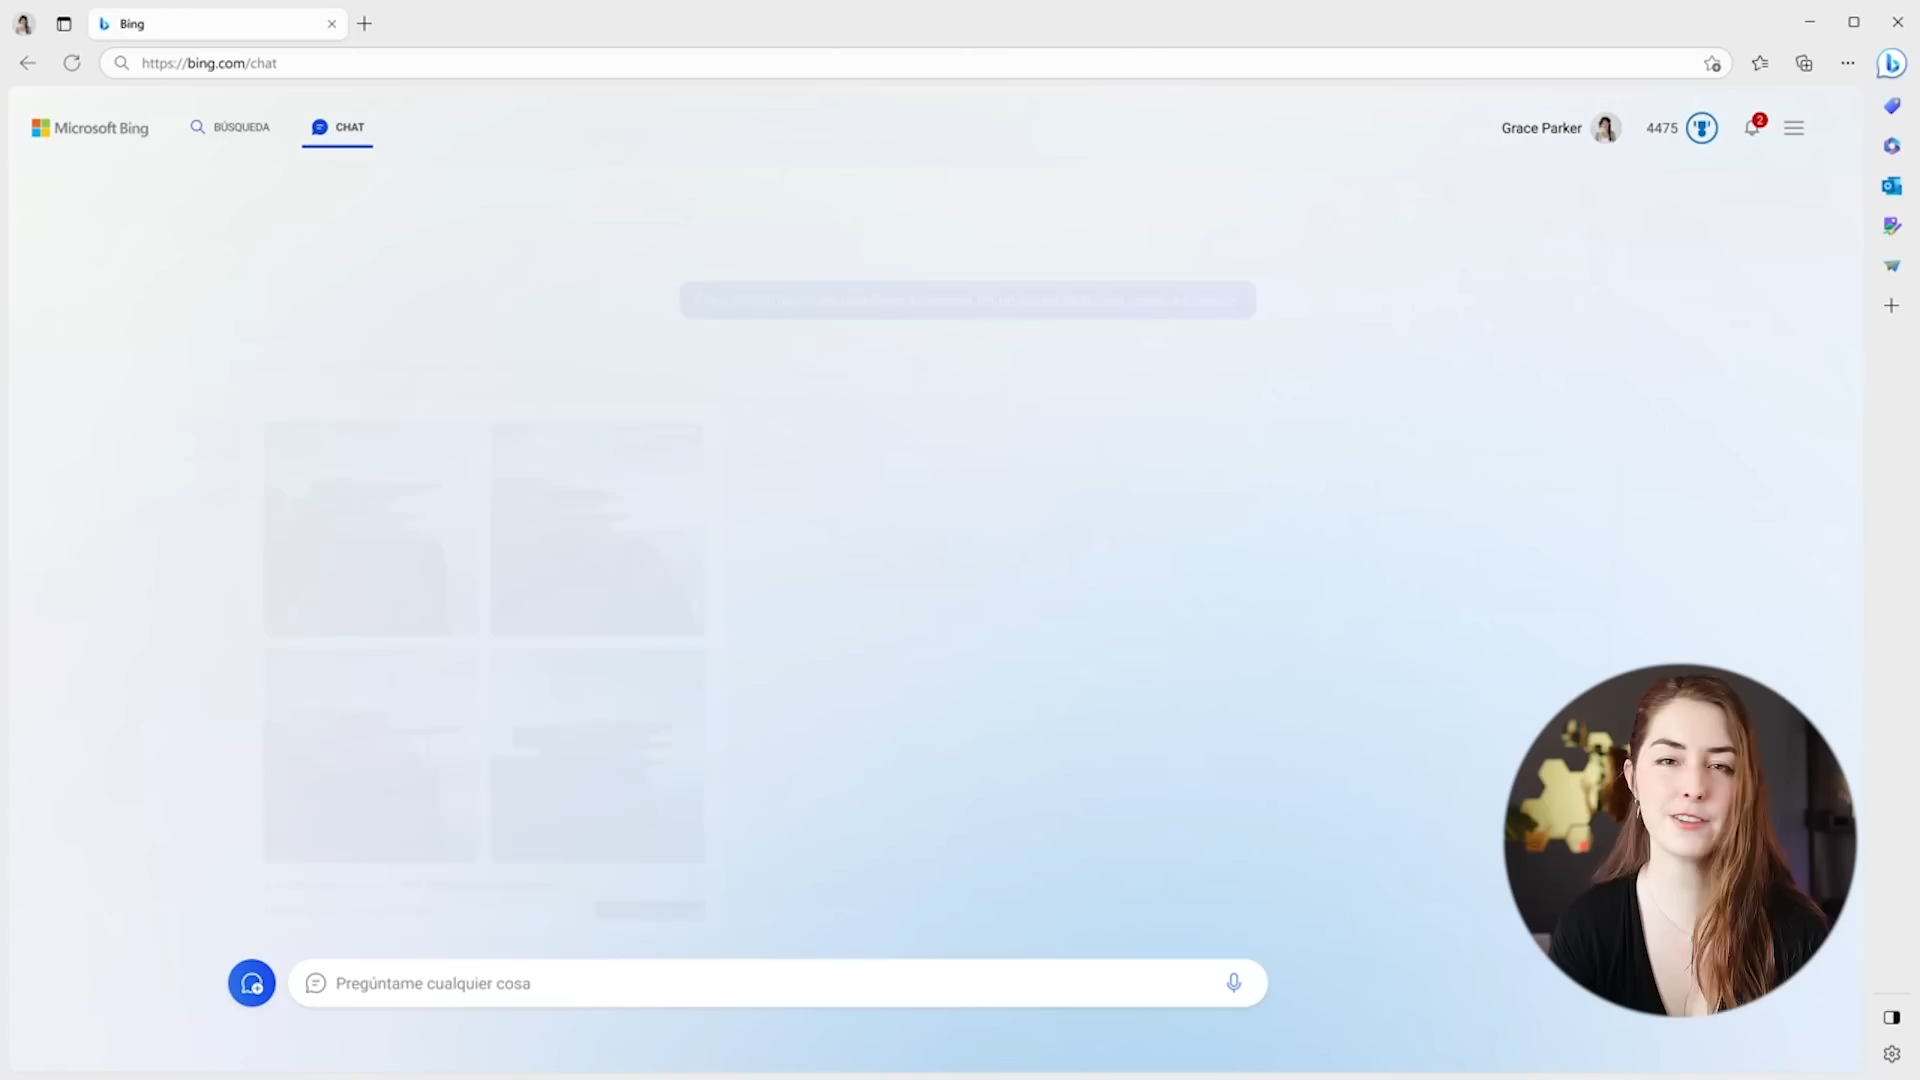 Bing
https://bing.com/chat
Microsoft Bing
BÚSQUEDA
CHAT
Grace Parker
4475
2
Pregúntame cualquier cosa